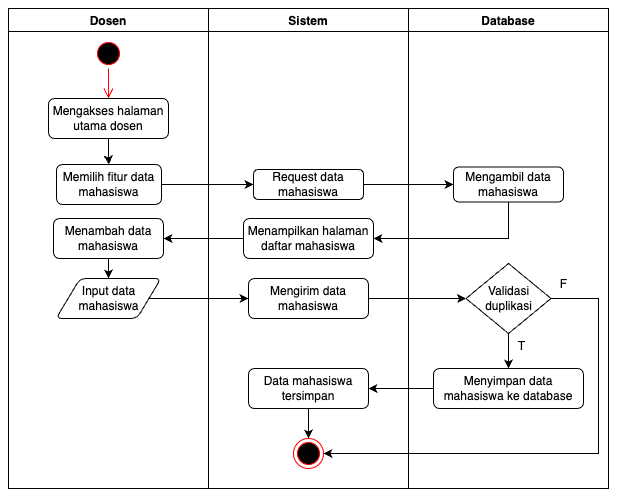 Dosen
Sistem
Database
Mengakses halaman
utama dosen
Memilih fitur data
mahasiswa
Request data
mahasiswa
Mengambil data
mahasiswa
Menambah data
mahasiswa
Menampilkan halaman
daftar mahasiswa
Input data
mahasiswa
Mengirim data
mahasiswa
Validasi
duplikasi
F
T
Data mahasiswa
tersimpan
Menyimpan data
mahasiswa ke database